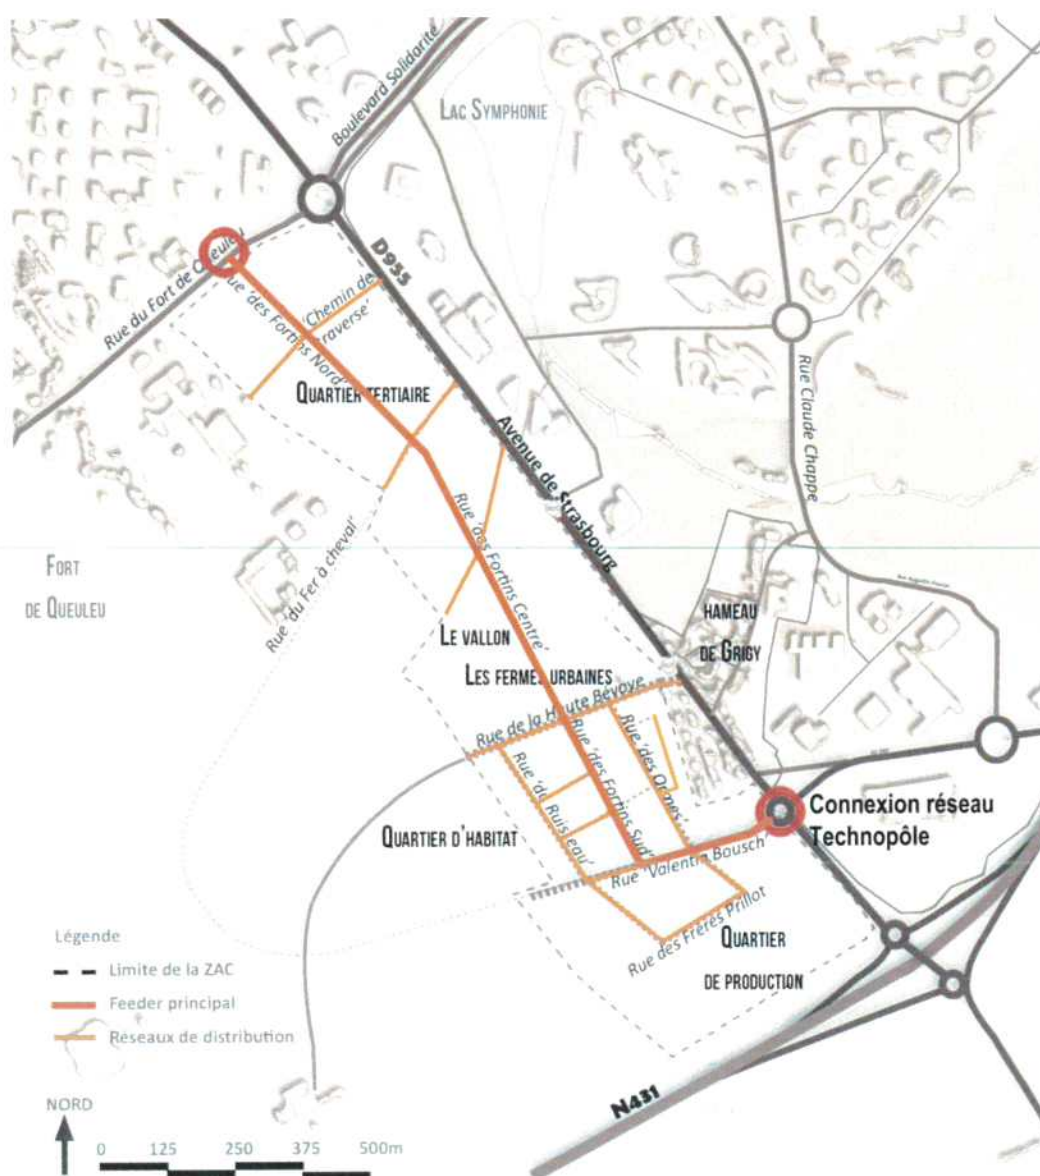 Boulevard Solidarité
LAC SYMPHONIE
Rue du Fort de Queuleu
D955
Rue 'des Fortins Nord'
'Chemin de
Traverse'
QUARTIER TERTIAIRE
Avenue de Strasbourg
Rue Claude Chappe
Rue 'des Fortins Centre'
Rue 'du Fer à cheval'
FORT
DE QUEULEU
HAMEAU
DE GRIGY
LE VALLON
LES FERMES URBAINES
Rue de la Haute Bévoye
Rue 'des Ormes'
Rue 'des Fortins Sud'
Rue 'du Ruisseau'
QUARTIER D'HABITAT
Connexion réseau
Technopôle
Rue 'Valentin Bousch'
Rue des Frères Prillot
QUARTIER
DE PRODUCTION
N431
Légende
Limite de la ZAC
Feeder principal
Réseaux de distribution
NORD
0 125 250 375 500m